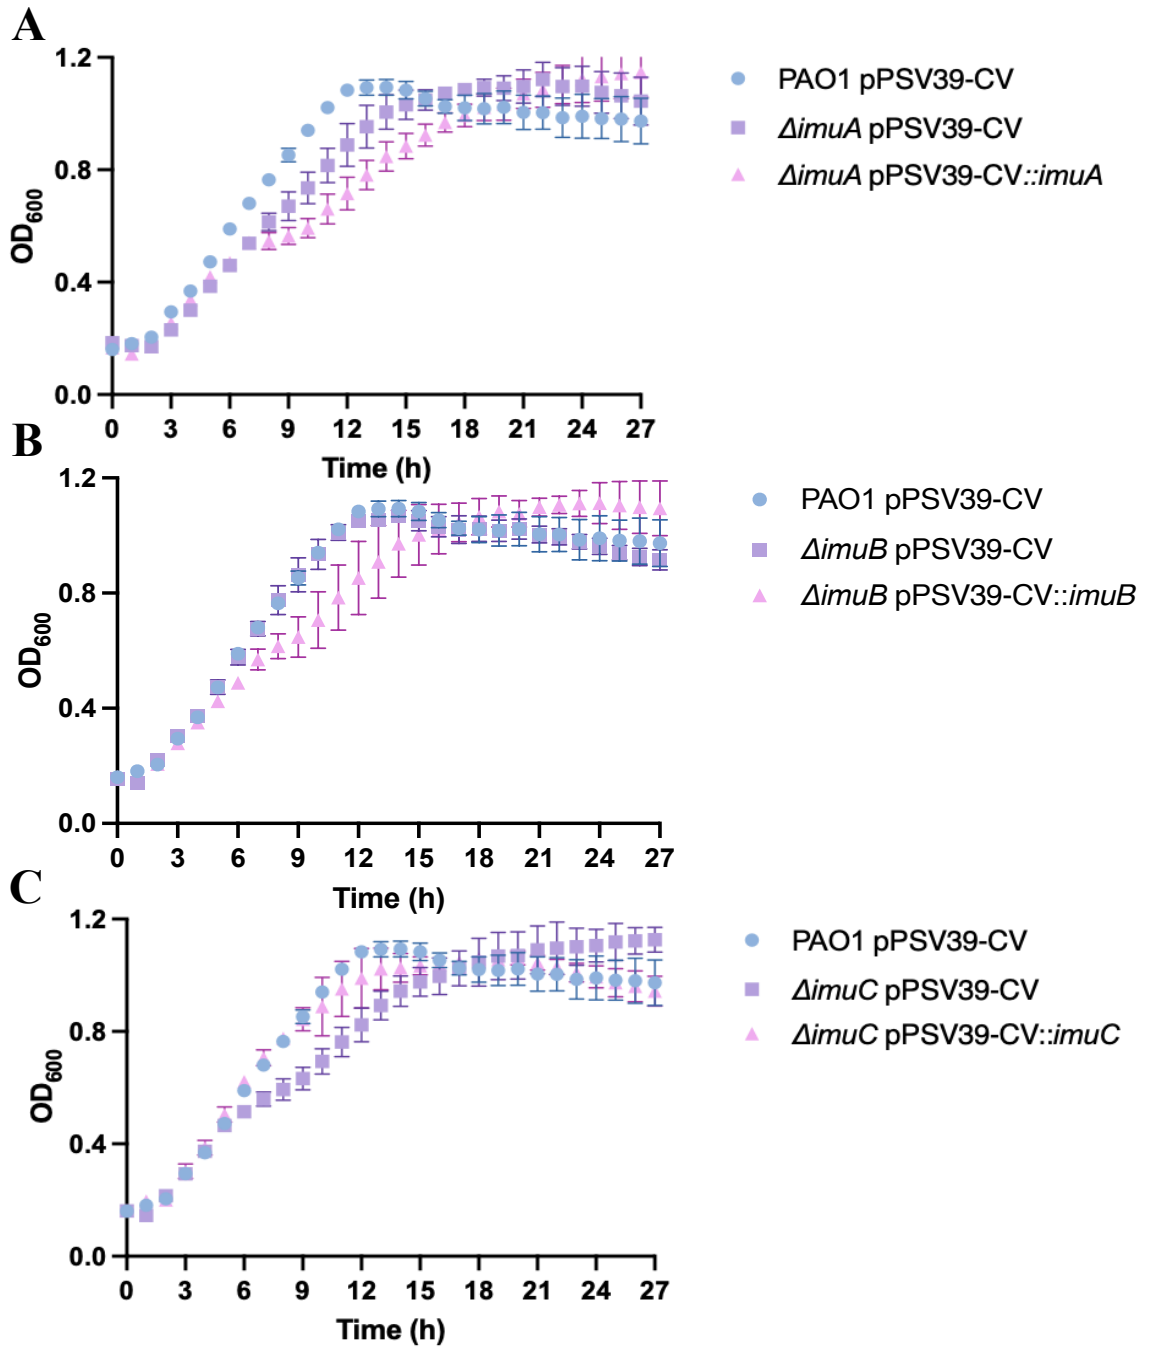 A
1.2
0.8
0.4
0.0
OD600
0 3 6 9 12 15 18 21 24 27
Time (h)
PAO1 pPSV39-CV
ΔimuA pPSV39-CV
ΔimuA pPSV39-CV::imuA
B
1.2
0.8
0.4
0.0
OD600
0 3 6 9 12 15 18 21 24 27
Time (h)
PAO1 pPSV39-CV
ΔimuB pPSV39-CV
ΔimuB pPSV39-CV::imuB
C
1.2
0.8
0.4
0.0
OD600
0 3 6 9 12 15 18 21 24 27
Time (h)
PAO1 pPSV39-CV
ΔimuC pPSV39-CV
ΔimuC pPSV39-CV::imuC